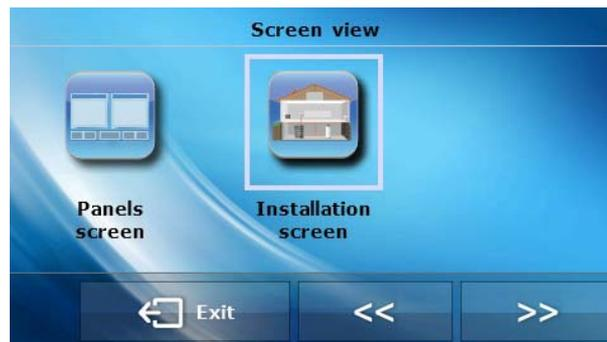 Screen view
Panels
screen
Installation
screen
Exit
<<
>>